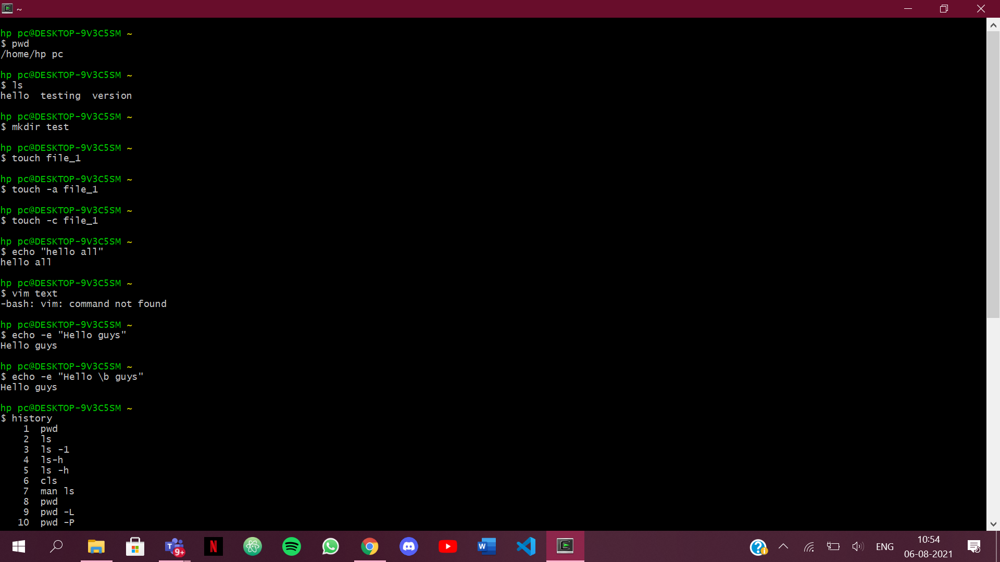 ~
hp pc@DESKTOP-9V3C5SM ~
$ pwd
/home/hp pc
hp pc@DESKTOP-9V3C5SM ~
$ ls
hello  testing  version
hp pc@DESKTOP-9V3C5SM ~
$ mkdir test
hp pc@DESKTOP-9V3C5SM ~
$ touch file_1
hp pc@DESKTOP-9V3C5SM ~
$ touch -a file_1
hp pc@DESKTOP-9V3C5SM ~
$ touch -c file_1
hp pc@DESKTOP-9V3C5SM ~
$ echo "hello all"
hello all
hp pc@DESKTOP-9V3C5SM ~
$ vim text
-bash: vim: command not found
hp pc@DESKTOP-9V3C5SM ~
$ echo -e "Hello guys"
Hello guys
hp pc@DESKTOP-9V3C5SM ~
$ echo -e "Hello \b guys"
Hello guys
hp pc@DESKTOP-9V3C5SM ~
$ history
1  pwd
2  ls
3  ls -1
4  ls-h
5  ls -h
6  cls
7  man ls
8  pwd
9  pwd -L
10  pwd -P
T 9+ N W ENG 10:54
06-08-2021